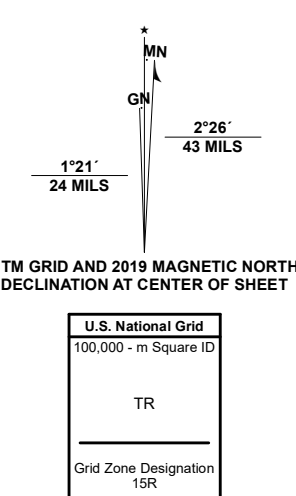 ★
MN
GN
2°26´
43 MILS
1°21´
24 MILS
TM GRID AND 2019 MAGNETIC NORTH
DECLINATION AT CENTER OF SHEET
U.S. National Grid
100,000 - m Square ID
TR
Grid Zone Designation
15R